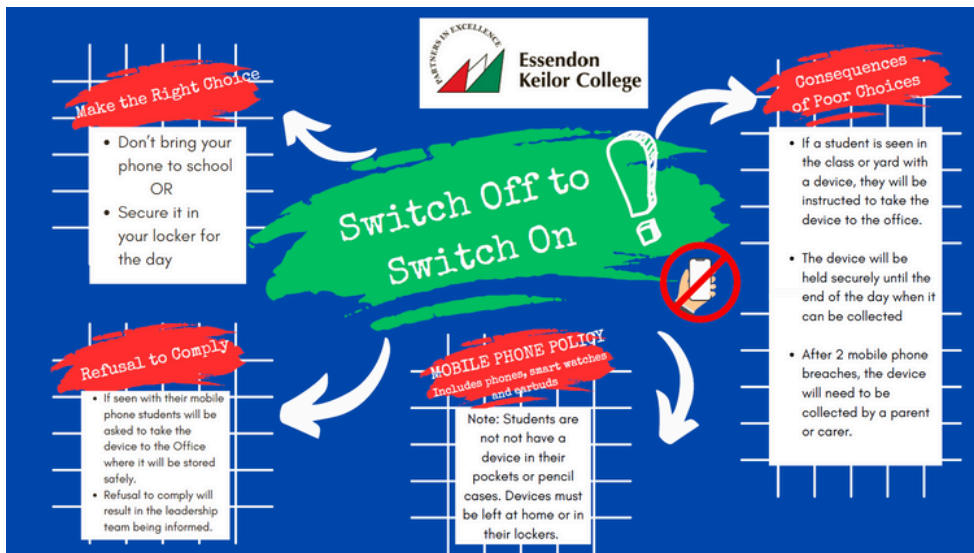 PARTNERS IN EXCELLENCE
Essendon
Keilor College
Make the Right Choice
• Don't bring your
phone to school
OR
• Secure it in
your locker for
the day
Switch Off to
Switch On
!
Consequences
of Poor Choices
• If a student is seen in
the class or yard with
a device, they will be
instructed to take the
device to the office.
• The device will be
held securely until the
end of the day when it
can be collected
• After 2 mobile phone
breaches, the device
will need to be
collected by a parent
or carer.
Refusal to Comply
• If seen with their mobile
phone students will be
asked to take the
device to the Office
where it will be stored
safely.
• Refusal to comply will
result in the leadership
team being informed.
MOBILE PHONE POLICY
Includes phones, smart watches
and earbuds
Note: Students are
not not have a
device in their
pockets or pencil
cases. Devices must
be left at home or in
their lockers.